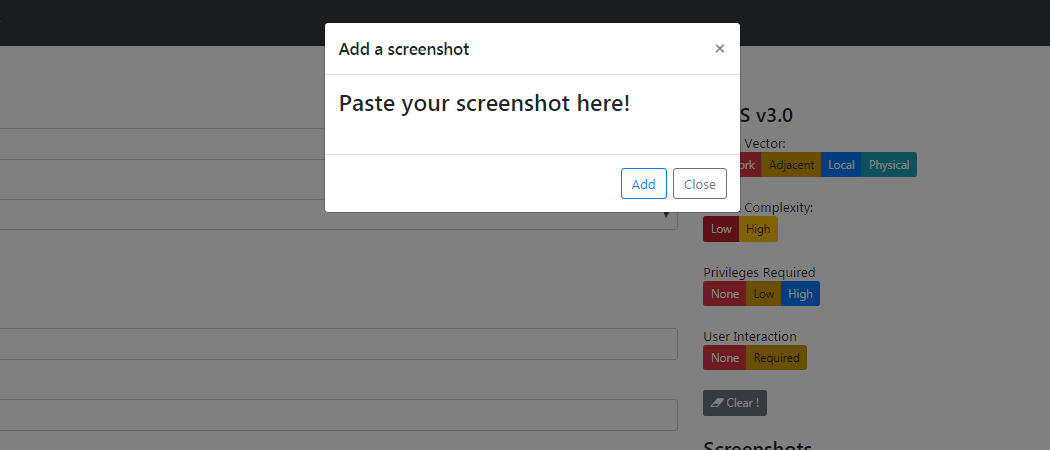 Add a screenshot ×
Paste your screenshot here!
Add Close
S v3.0
Vector:
ork Adjacent Local Physical
Complexity:
Low High
Privileges Required
None Low High
User Interaction
None Required
Clear !
Screenshots